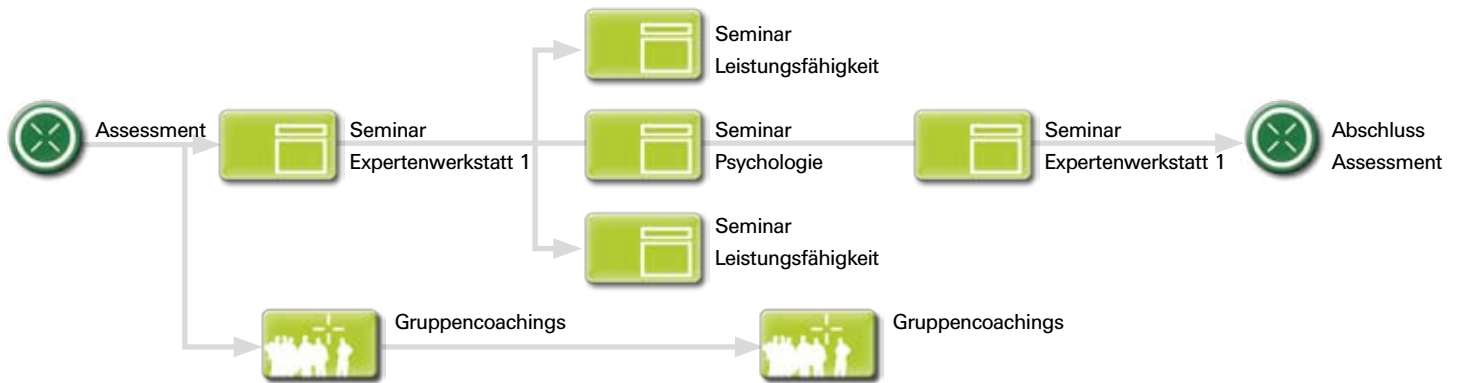 Seminar
Leistungsfähigkeit
Assessment
Seminar
Expertenwerkstatt 1
Seminar
Psychologie
Seminar
Expertenwerkstatt 1
Abschluss
Assessment
Seminar
Leistungsfähigkeit
Gruppencoachings
Gruppencoachings